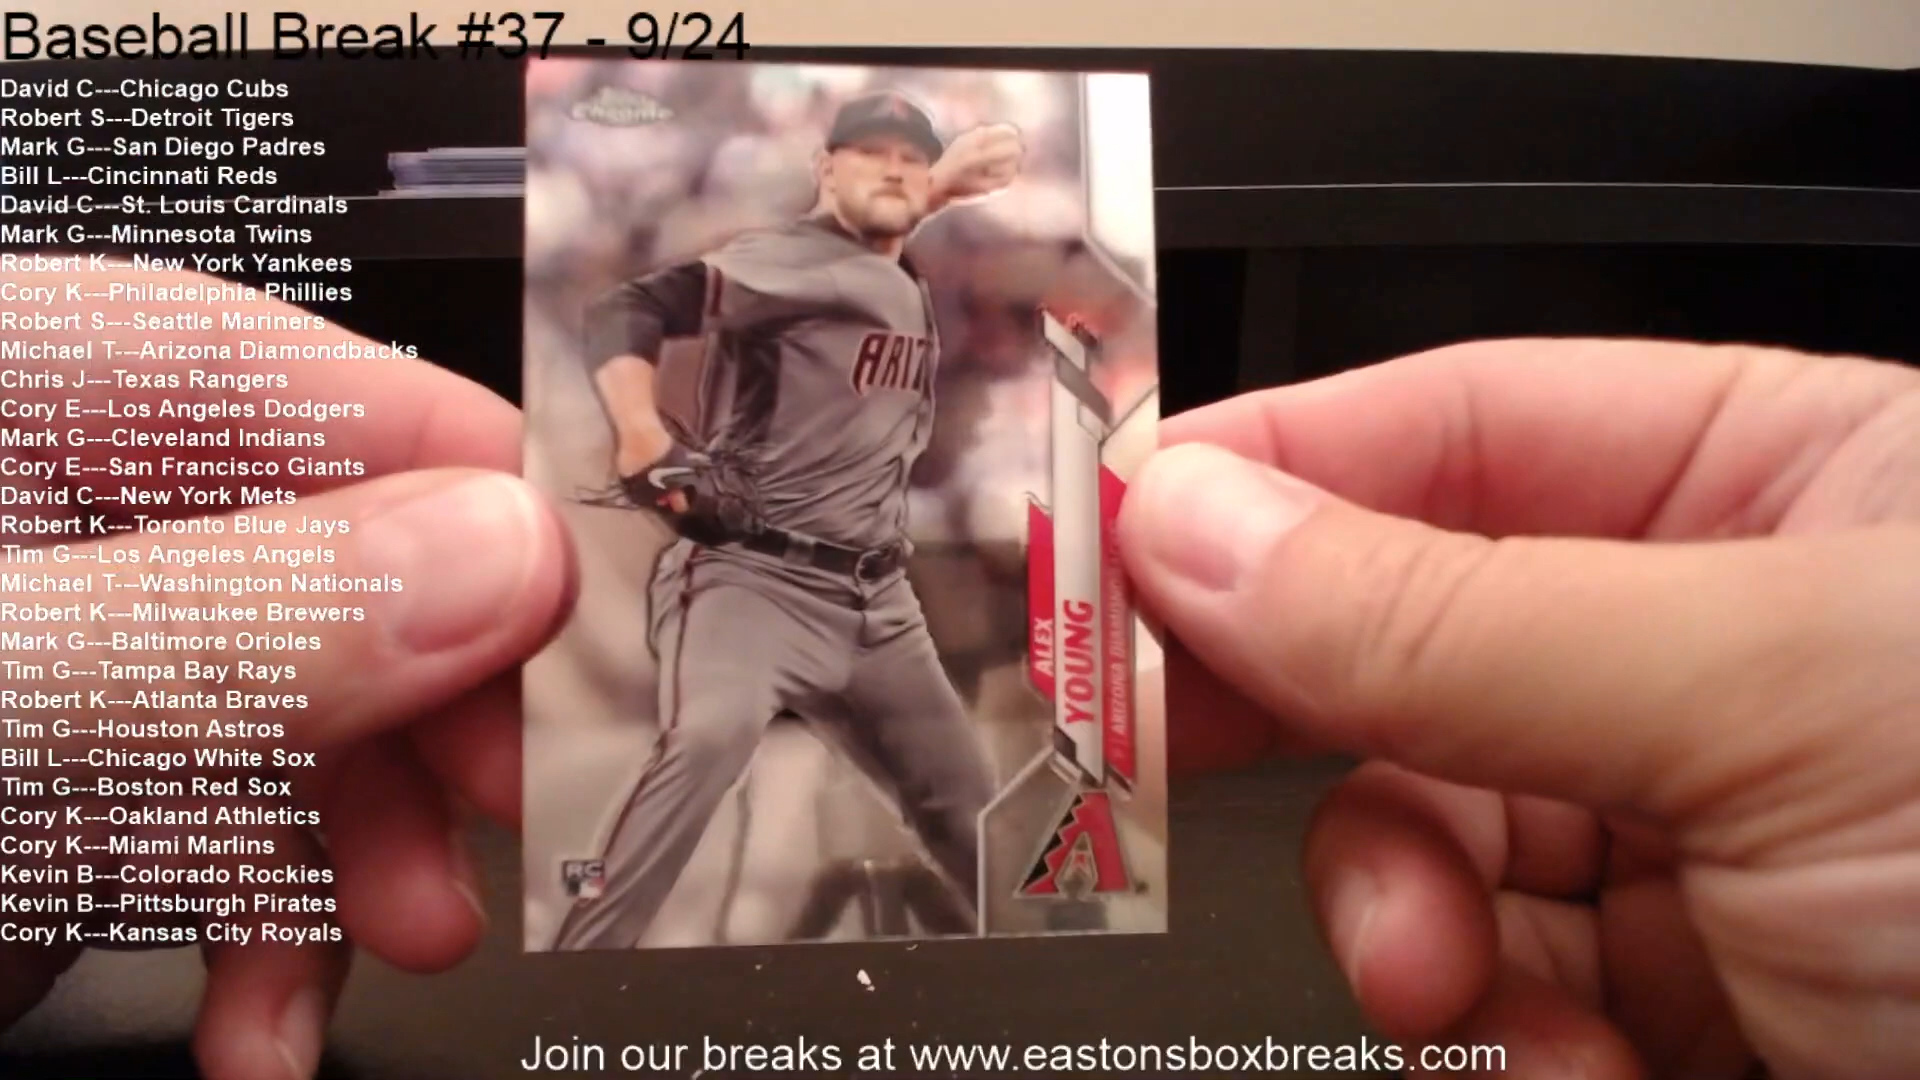 Baseball Break #37 - 9/24
David C---Chicago Cubs
Robert S---Detroit Tigers
Mark G---San Diego Padres
Bill L---Cincinnati Reds
David C---St. Louis Cardinals
Mark G---Minnesota Twins
Robert K---New York Yankees
Cory K---Philadelphia Phillies
Robert S---Seattle Mariners
Michael T---Arizona Diamondbacks
Chris J---Texas Rangers
Cory E---Los Angeles Dodgers
Mark G---Cleveland Indians
Cory E---San Francisco Giants
David C---New York Mets
Robert K---Toronto Blue Jays
Tim G---Los Angeles Angels
Michael T---Washington Nationals
Robert K---Milwaukee Brewers
Mark G---Baltimore Orioles
Tim G---Tampa Bay Rays
Robert K---Atlanta Braves
Tim G---Houston Astros
Bill L---Chicago White Sox
Tim G---Boston Red Sox
Cory K---Oakland Athletics
Cory K---Miami Marlins
Kevin B---Colorado Rockies
Kevin B---Pittsburgh Pirates
Cory K---Kansas City Royals
Topps
Chrome
ARIZ
ALEX
YOUNG
ARIZONA
RC
Join our breaks at www.eastonsboxbreaks.com